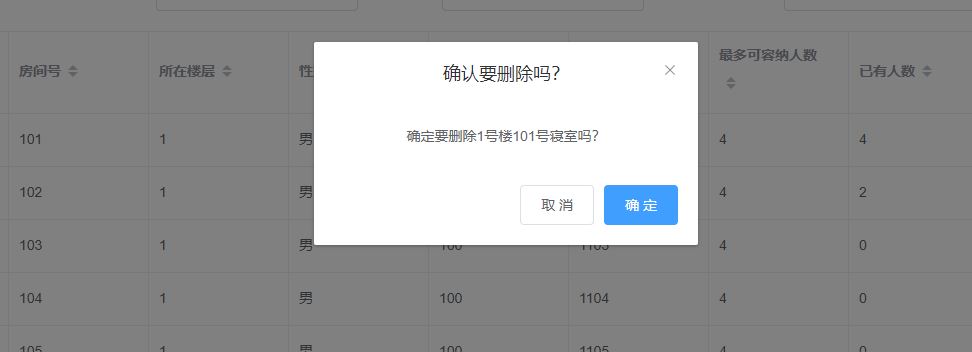 确认要删除吗?
确定要删除1号楼101号寝室吗?
取 消 确 定
房间号 所在楼层 性 最多可容纳人数 已有人数
101 1 男 4 4
102 1 男 4 2
103 1 男 100 1103 4 0
104 1 男 100 1104 4 0
105 1 男 100 1105 4 0